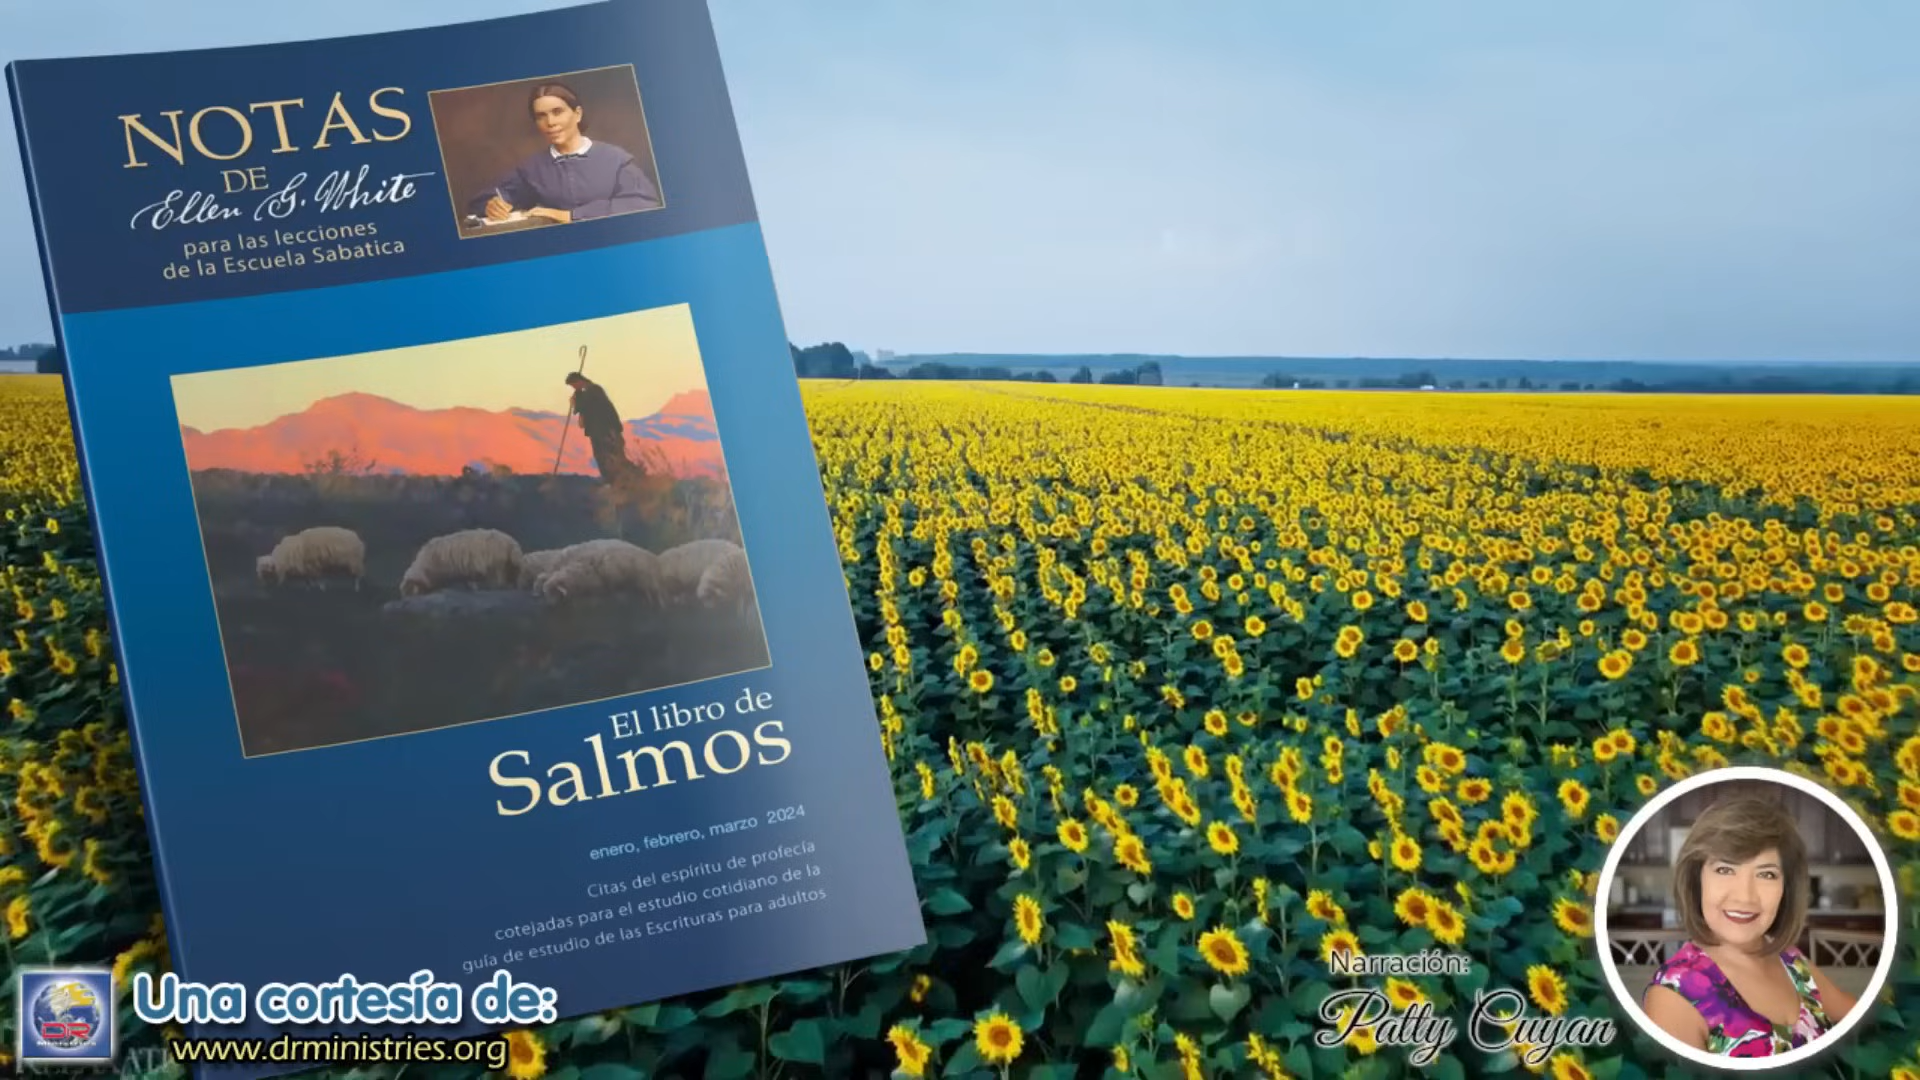 NOTAS
DE
Ellen G. White
para las lecciones
de la Escuela Sabatica
El libro de
Salmos
enero, febrero, marzo 2024
Citas del espíritu de profecía
cotejadas para el estudio cotidiano de la
guía de estudio de las Escrituras para adultos
Una cortesía de:
www.drministries.org
DR
Ministries
Narración:
Patty Cuyan